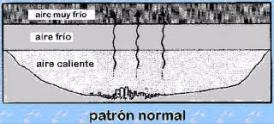 aire muy frío
aire frío
aire caliente
patrón normal